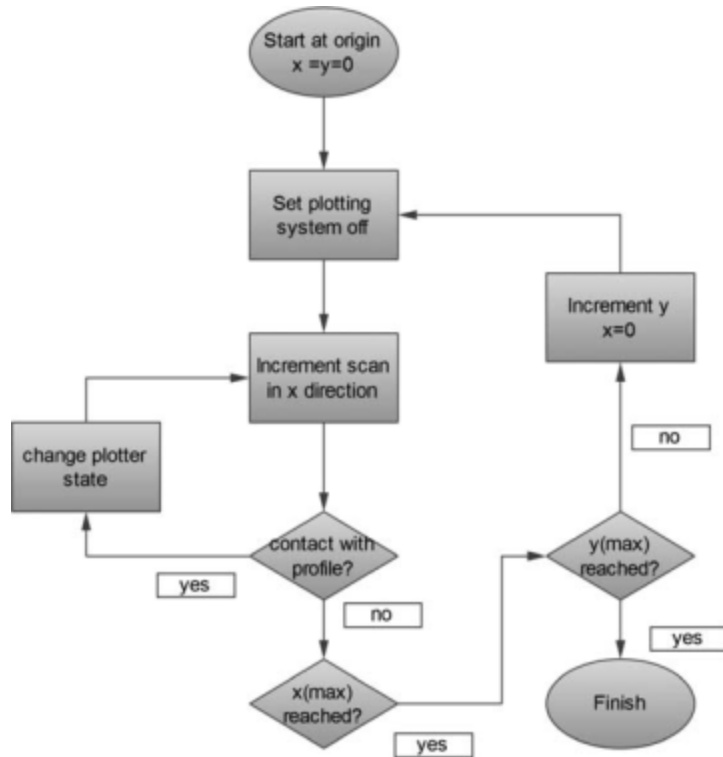 Start at origin
x =y=0
Set plotting
system off
Increment y
x=0
Increment scan
in x direction
no
change plotter
state
contact with
profile?
y(max)
reached?
yes
no
yes
x(max)
reached?
Finish
yes